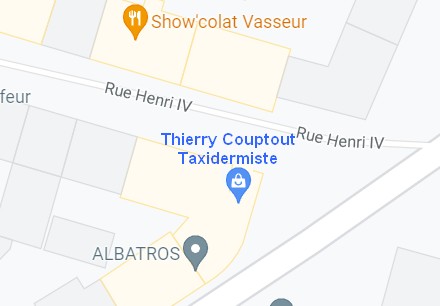 Show'colat Vasseur
Rue Henri IV
feur
Rue Henri IV
Thierry Couptout
Taxidermiste
ALBATROS